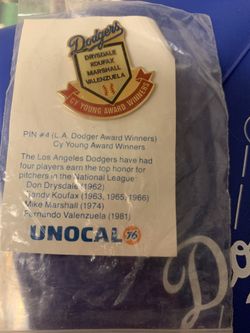 Dodgers
DRYSDALE
KOUFAX
MARSHALL
VALENZUELA
CY YOUNG AWARD WINNERS
PIN #4 (L.A. Dodger Award Winners)
Cy Young Award Winners
The Los Angeles Dodgers have had
four players earn the top honor for
pitchers in the National League:
Don Drysdale (1962)
Sandy Koufax (1963, 1965, 1966)
Mike Marshall (1974)
Fernando Valenzuela (1981)
UNOCAL 76